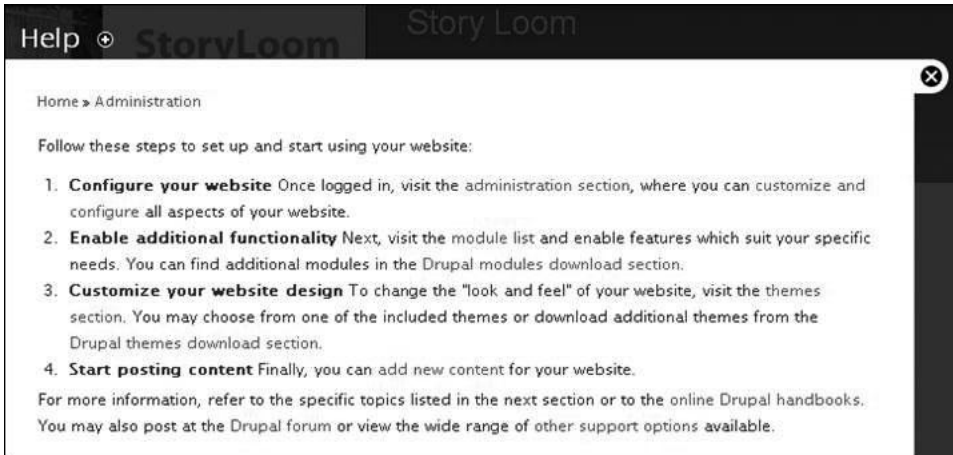 Story Loom
Help
StoryLoom
Home » Administration
Follow these steps to set up and start using your website:
1. Configure your website Once logged in, visit the administration section, where you can customize and
configure all aspects of your website.
2. Enable additional functionality Next, visit the module list and enable features which suit your specific
needs. You can find additional modules in the Drupal modules download section.
3. Customize your website design To change the "look and feel" of your website, visit the themes
section. You may choose from one of the included themes or download additional themes from the
Drupal themes download section.
4. Start posting content Finally, you can add new content for your website.
For more information, refer to the specific topics listed in the next section or to the online Drupal handbooks.
You may also post at the Drupal forum or view the wide range of other support options available.